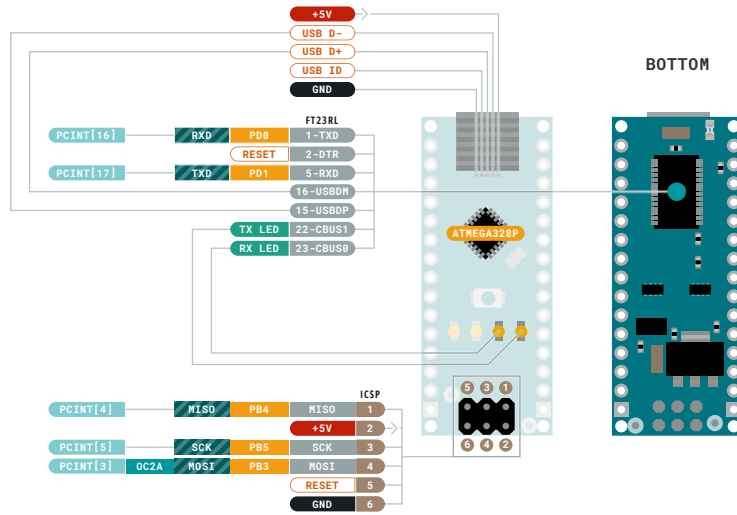 +5V
USB D-
USB D+
USB ID
GND
BOTTOM
FT23RL
PCINT[16] RXD PD0 1-TXD
RESET 2-DTR
PCINT[17] TXD PD1 5-RXD
16-USBDM
15-USBDP
TX LED 22-CBUS1
RX LED 23-CBUS0
ATMEGA328P
ICSP
PCINT[4] MISO PB4 MISO 1
+5V 2
PCINT[5] SCK PB5 SCK 3
PCINT[3] OC2A MOSI PB3 MOSI 4
RESET 5
GND 6
5 3 1
6 4 2